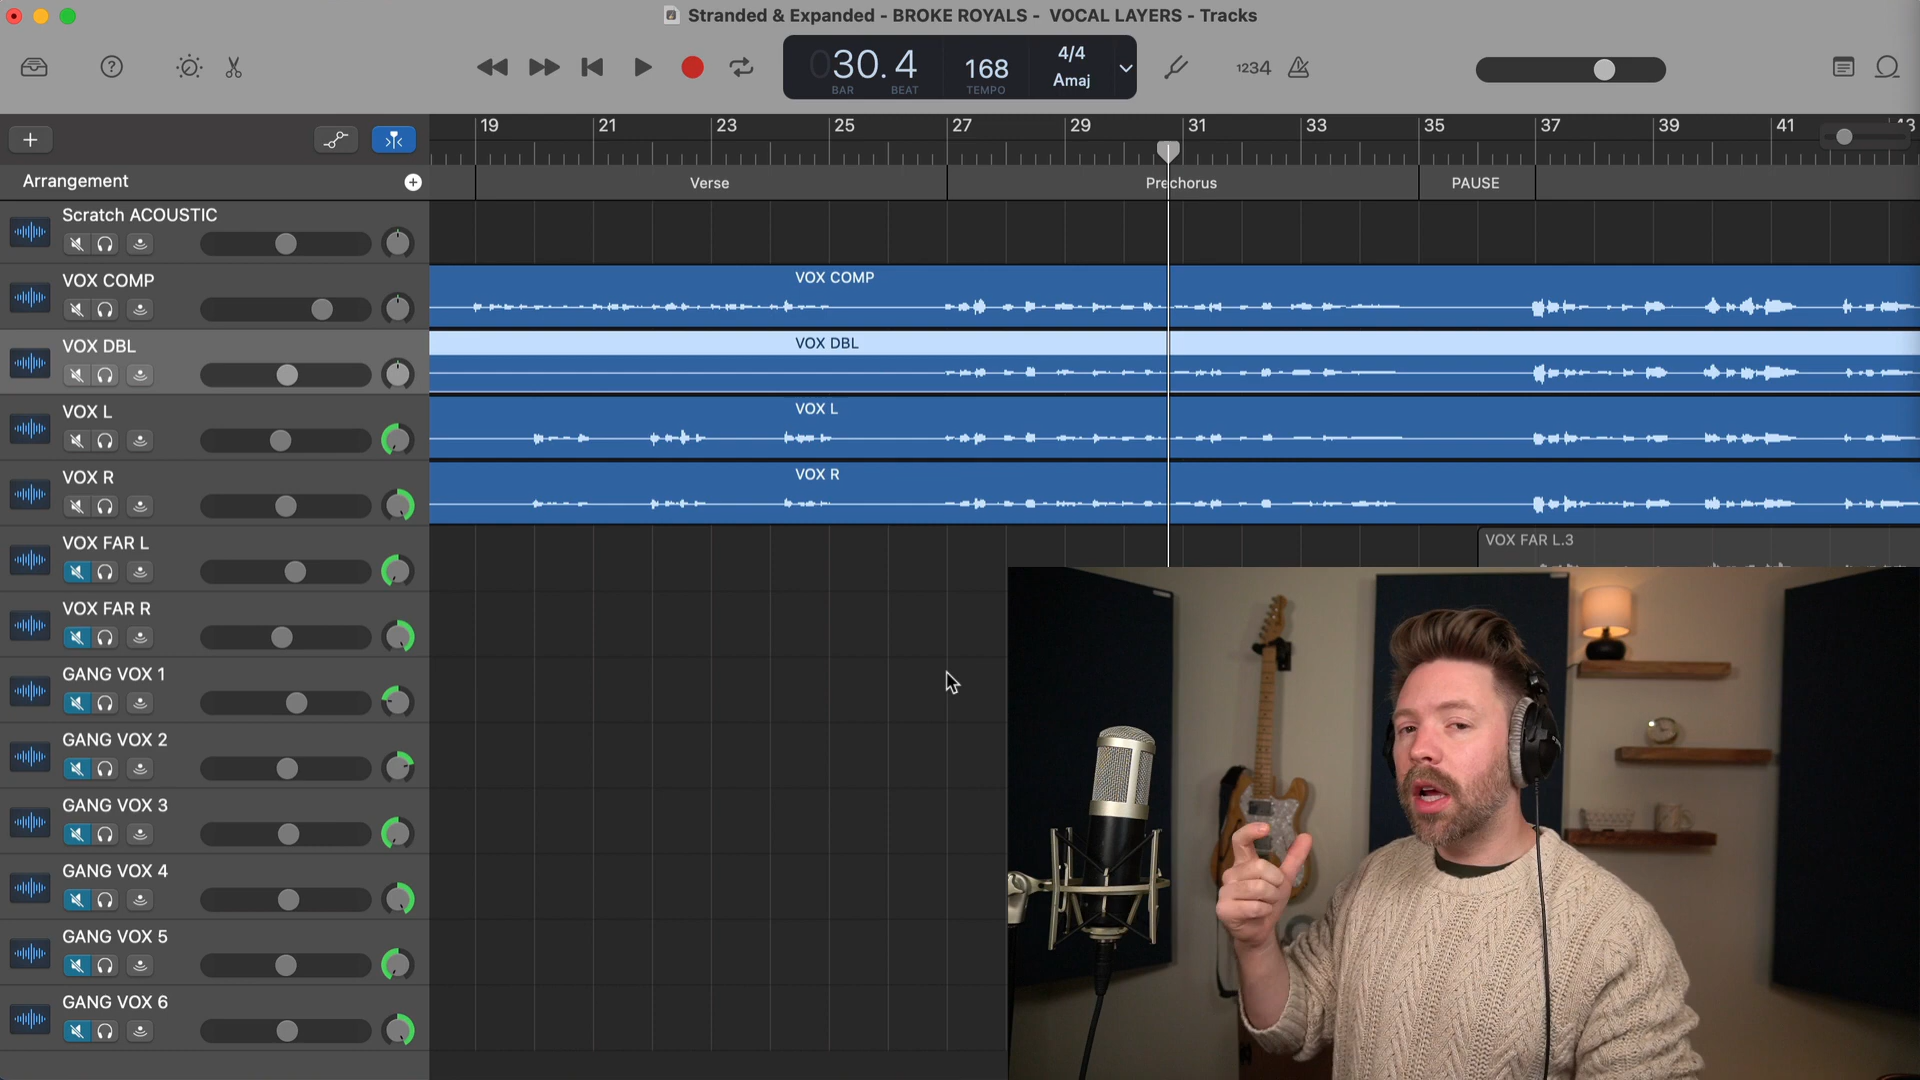 Stranded & Expanded - BROKE ROYALS - VOCAL LAYERS - Tracks
030.4
BAR BEAT
168
TEMPO
4/4
Amaj
1234
19 21 23 25 27 29 31 33 35 37 39 41 43
Arrangement
Verse
Prechorus
PAUSE
Scratch ACOUSTIC
VOX COMP
VOX COMP
VOX DBL
VOX DBL
VOX L
VOX L
VOX R
VOX R
VOX FAR L
VOX FAR L.3
VOX FAR R
GANG VOX 1
GANG VOX 2
GANG VOX 3
GANG VOX 4
GANG VOX 5
GANG VOX 6